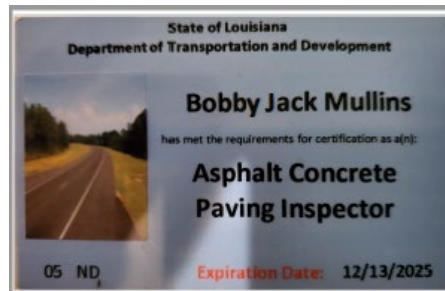 State of Louisiana
Department of Transportation and Development
Bobby Jack Mullins
has met the requirements for certification as a(n):
Asphalt Concrete
Paving Inspector
05 ND
Expiration Date: 12/13/2025